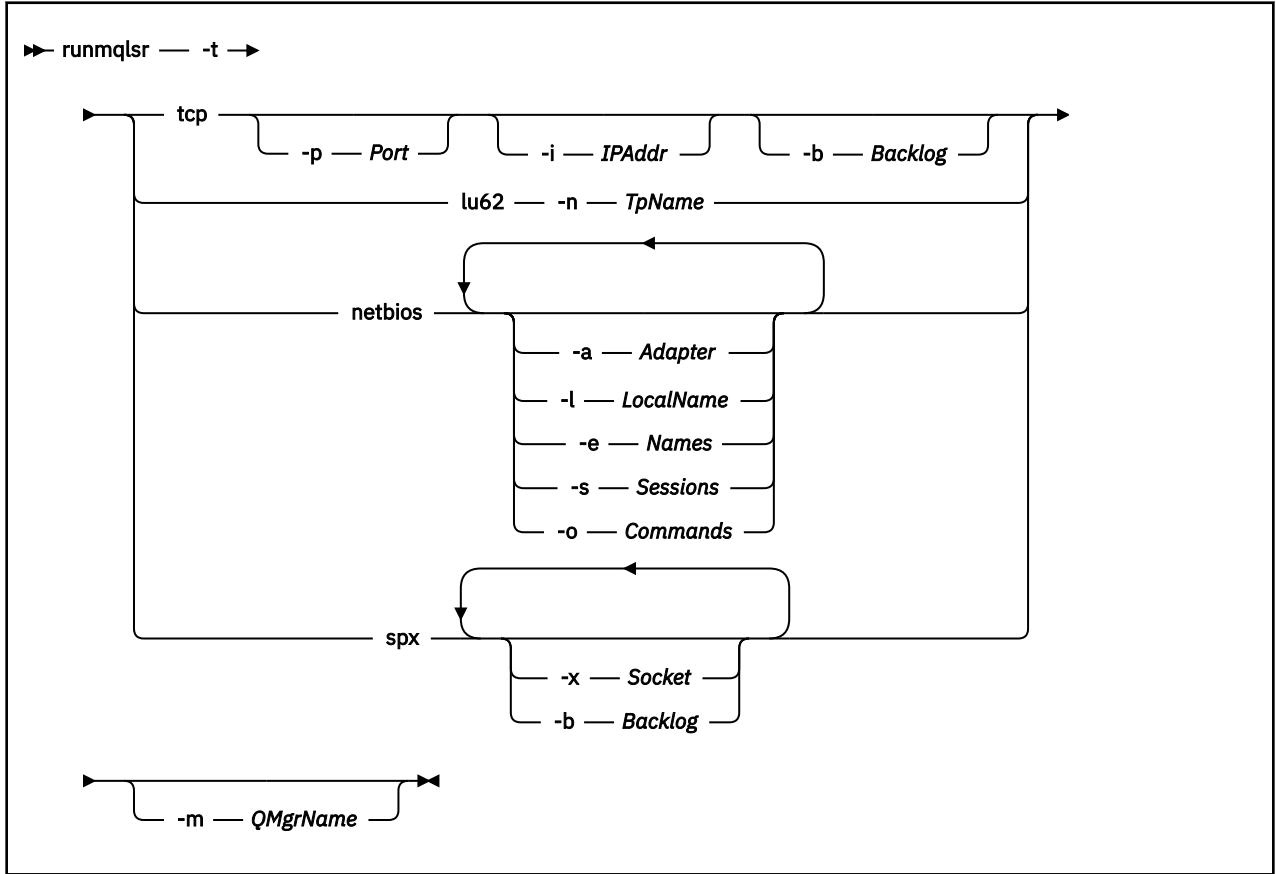 runmqlsr -t
tcp
-p Port -i IPAddr -b Backlog
lu62 -n TpName
netbios
-a Adapter
-l LocalName
-e Names
-s Sessions
-o Commands
spx
-x Socket
-b Backlog
-m QMgrName